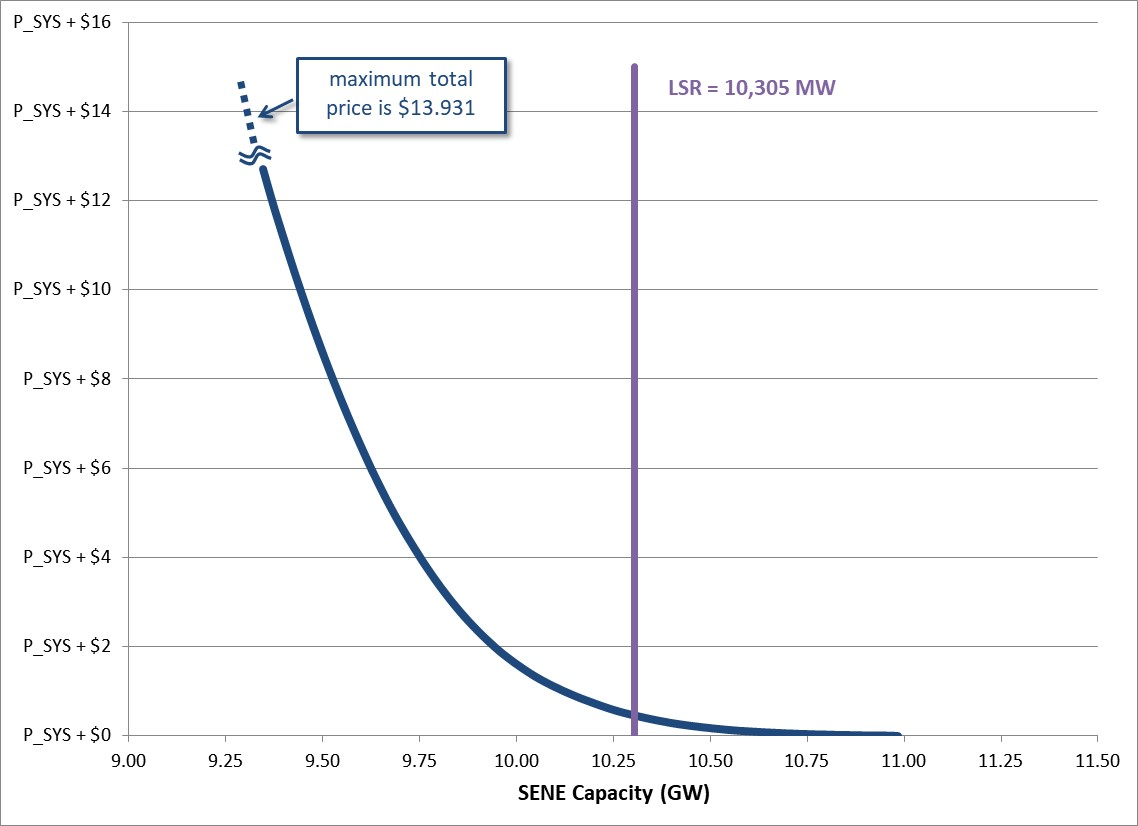 P_SYS + $16
P_SYS + $14
P_SYS + $12
P_SYS + $10
P_SYS + $8
P_SYS + $6
P_SYS + $4
P_SYS + $2
P_SYS + $0
maximum total
price is $13.931
LSR = 10,305 MW
9.00 9.25 9.50 9.75 10.00 10.25 10.50 10.75 11.00 11.25 11.50
SENE Capacity (GW)